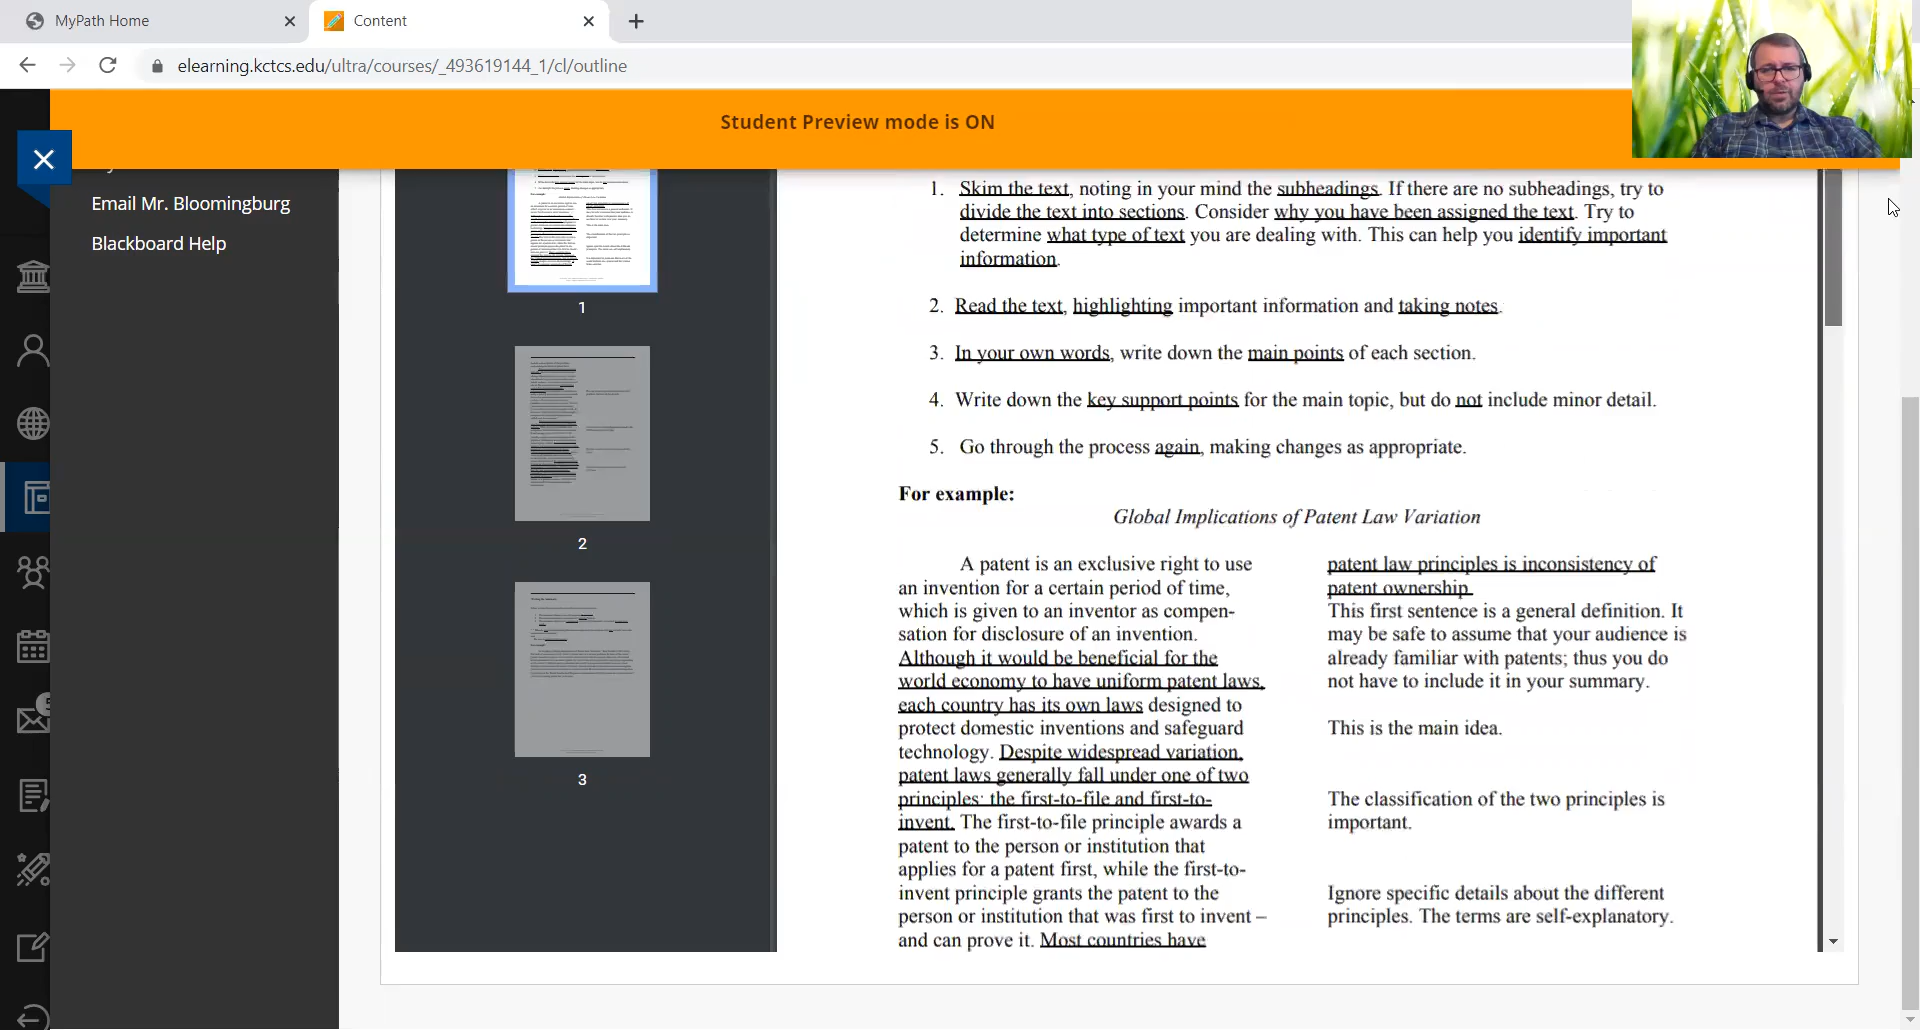 MyPath Home
Content
elearning.kctcs.edu/ultra/courses/_493619144_1/cl/outline
Student Preview mode is ON
Email Mr. Bloomingburg
Blackboard Help
1
2
3
1. Skim the text, noting in your mind the subheadings. If there are no subheadings, try to
divide the text into sections. Consider why you have been assigned the text. Try to
determine what type of text you are dealing with. This can help you identify important
information.
2. Read the text, highlighting important information and taking notes.
3. In your own words, write down the main points of each section.
4. Write down the key support points for the main topic, but do not include minor detail.
5. Go through the process again, making changes as appropriate.
For example:
Global Implications of Patent Law Variation
A patent is an exclusive right to use
an invention for a certain period of time,
which is given to an inventor as compen-
sation for disclosure of an invention.
Although it would be beneficial for the
world economy to have uniform patent laws,
each country has its own laws designed to
protect domestic inventions and safeguard
technology. Despite widespread variation,
patent laws generally fall under one of two
principles: the first-to-file and first-to-
invent. The first-to-file principle awards a
patent to the person or institution that
applies for a patent first, while the first-to-
invent principle grants the patent to the
person or institution that was first to invent –
and can prove it. Most countries have
patent law principles is inconsistency of
patent ownership.
This first sentence is a general definition. It
may be safe to assume that your audience is
already familiar with patents; thus you do
not have to include it in your summary.
This is the main idea.
The classification of the two principles is
important.
Ignore specific details about the different
principles. The terms are self-explanatory.